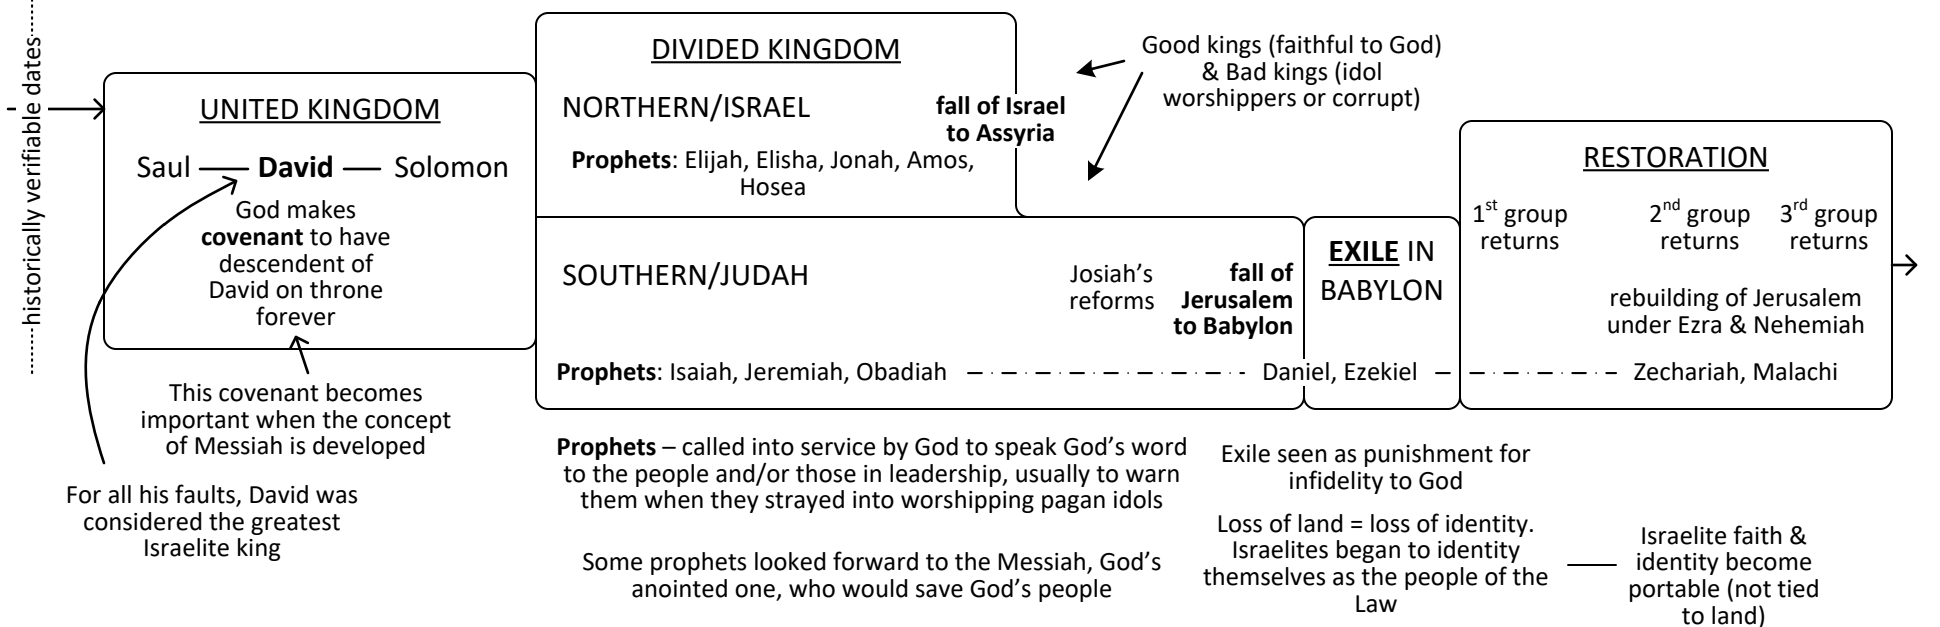 historically verifiable dates
UNITED KINGDOM
Saul — David — Solomon
God makes
covenant to have
descendent of
David on throne
forever
This covenant becomes
important when the concept
of Messiah is developed
For all his faults, David was
considered the greatest
Israelite king
DIVIDED KINGDOM
NORTHERN/ISRAEL
fall of Israel
to Assyria
Prophets: Elijah, Elisha, Jonah, Amos,
Hosea
Good kings (faithful to God)
& Bad kings (idol
worshippers or corrupt)
SOUTHERN/JUDAH
Josiah's
reforms
fall of
Jerusalem
to Babylon
Prophets: Isaiah, Jeremiah, Obadiah
EXILE IN
BABYLON
Daniel, Ezekiel
RESTORATION
1st group
returns
2nd group
returns
3rd group
returns
rebuilding of Jerusalem
under Ezra & Nehemiah
Zechariah, Malachi
Prophets – called into service by God to speak God's word
to the people and/or those in leadership, usually to warn
them when they strayed into worshipping pagan idols
Some prophets looked forward to the Messiah, God's
anointed one, who would save God's people
Exile seen as punishment for
infidelity to God
Loss of land = loss of identity.
Israelites began to identity
themselves as the people of the
Law
Israelite faith &
identity become
portable (not tied
to land)